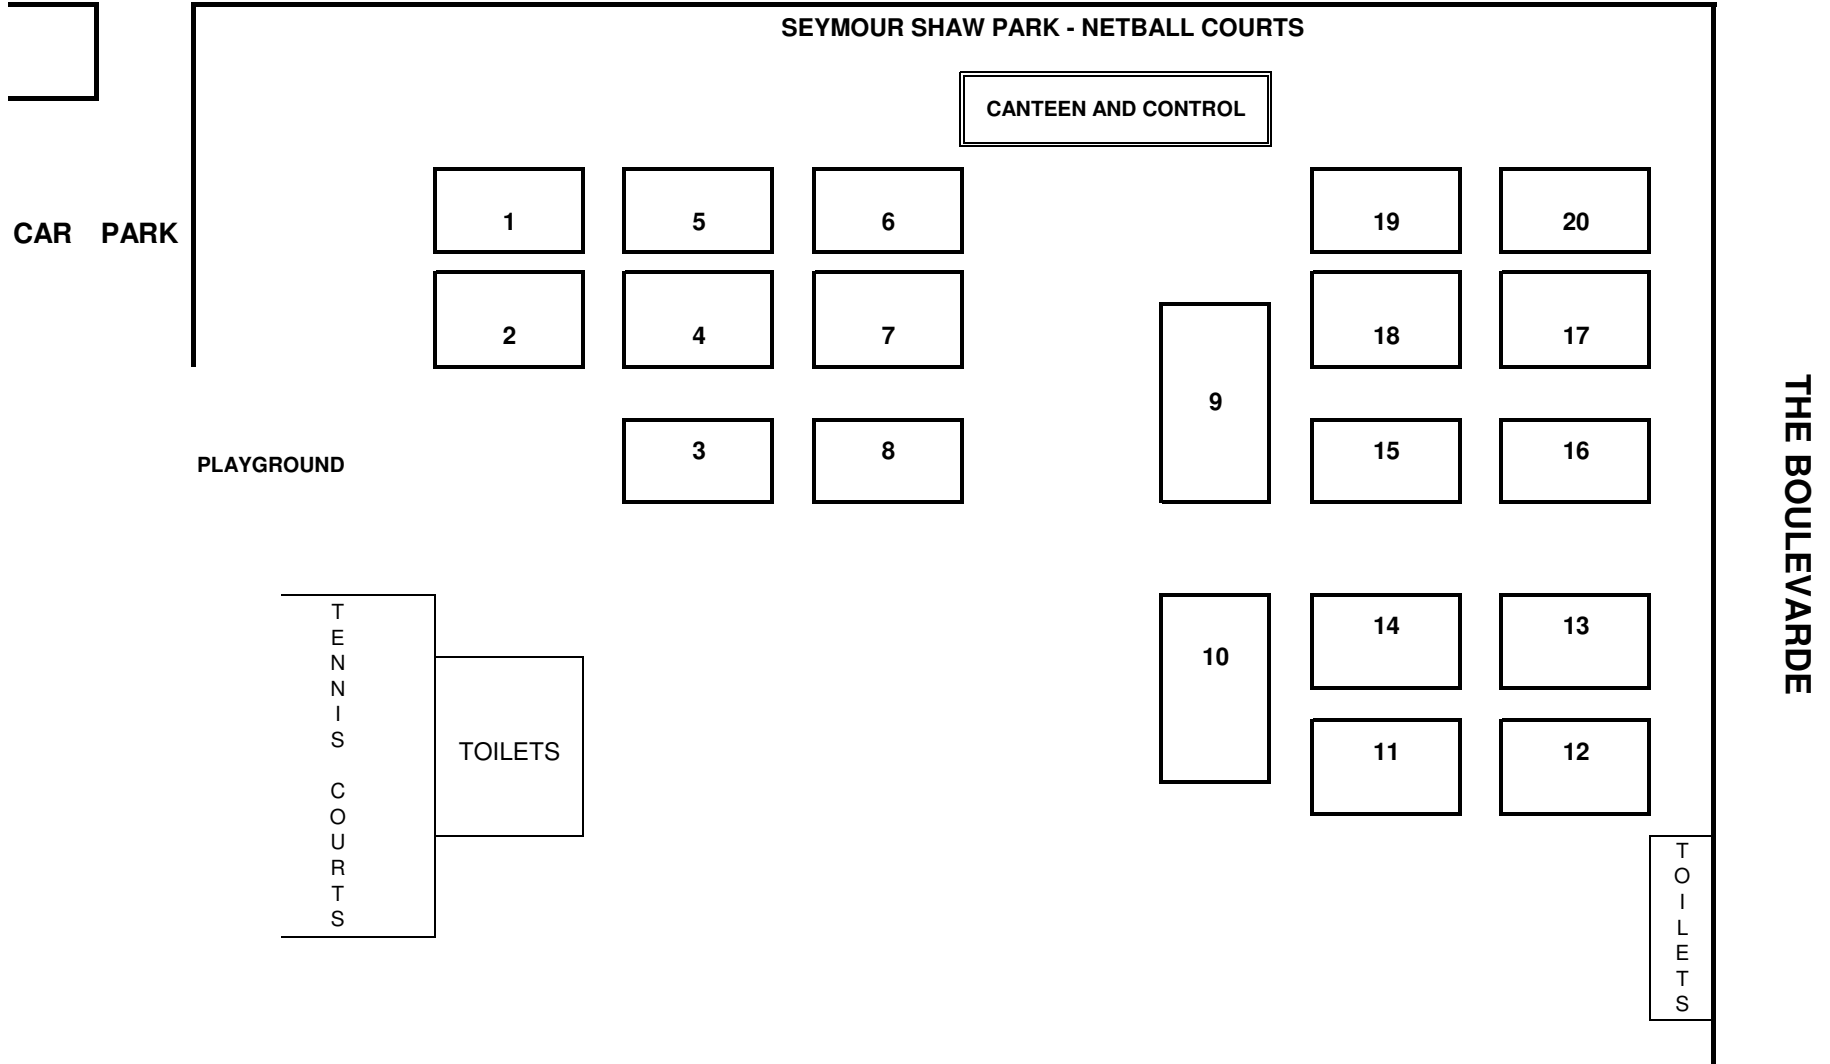 SEYMOUR SHAW PARK - NETBALL COURTS
CANTEEN AND CONTROL
CAR PARK
1 5 6 19 20
2 4 7 18 17
9
3 8 15 16
PLAYGROUND
THE BOULEVARDE
TENNIS COURTS
TOILETS
10
14 13
11 12
TOILETS